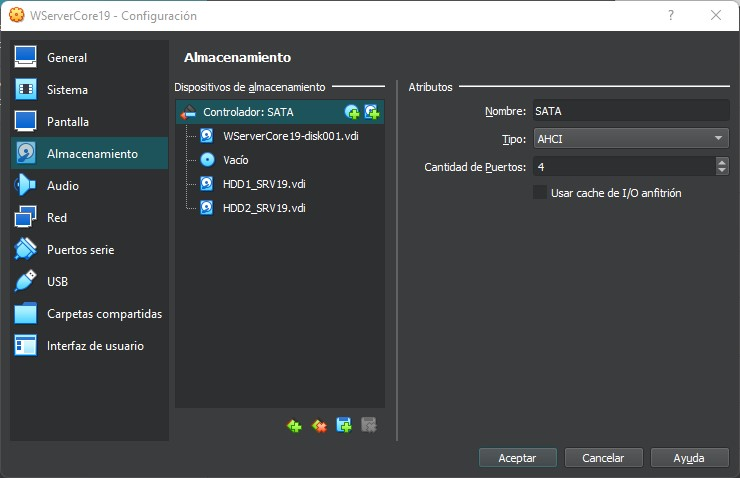 WServerCore19 - Configuración
?
General
Sistema
Pantalla
Almacenamiento
Audio
Red
Puertos serie
USB
Carpetas compartidas
Interfaz de usuario
Almacenamiento
Dispositivos de almacenamiento
Controlador: SATA
WServerCore19-disk001.vdi
Vacío
HDD1_SRV19.vdi
HDD2_SRV19.vdi
Atributos
Nombre: SATA
Tipo: AHCI
Cantidad de Puertos: 4
Usar cache de I/O anfitrión
Aceptar
Cancelar
Ayuda